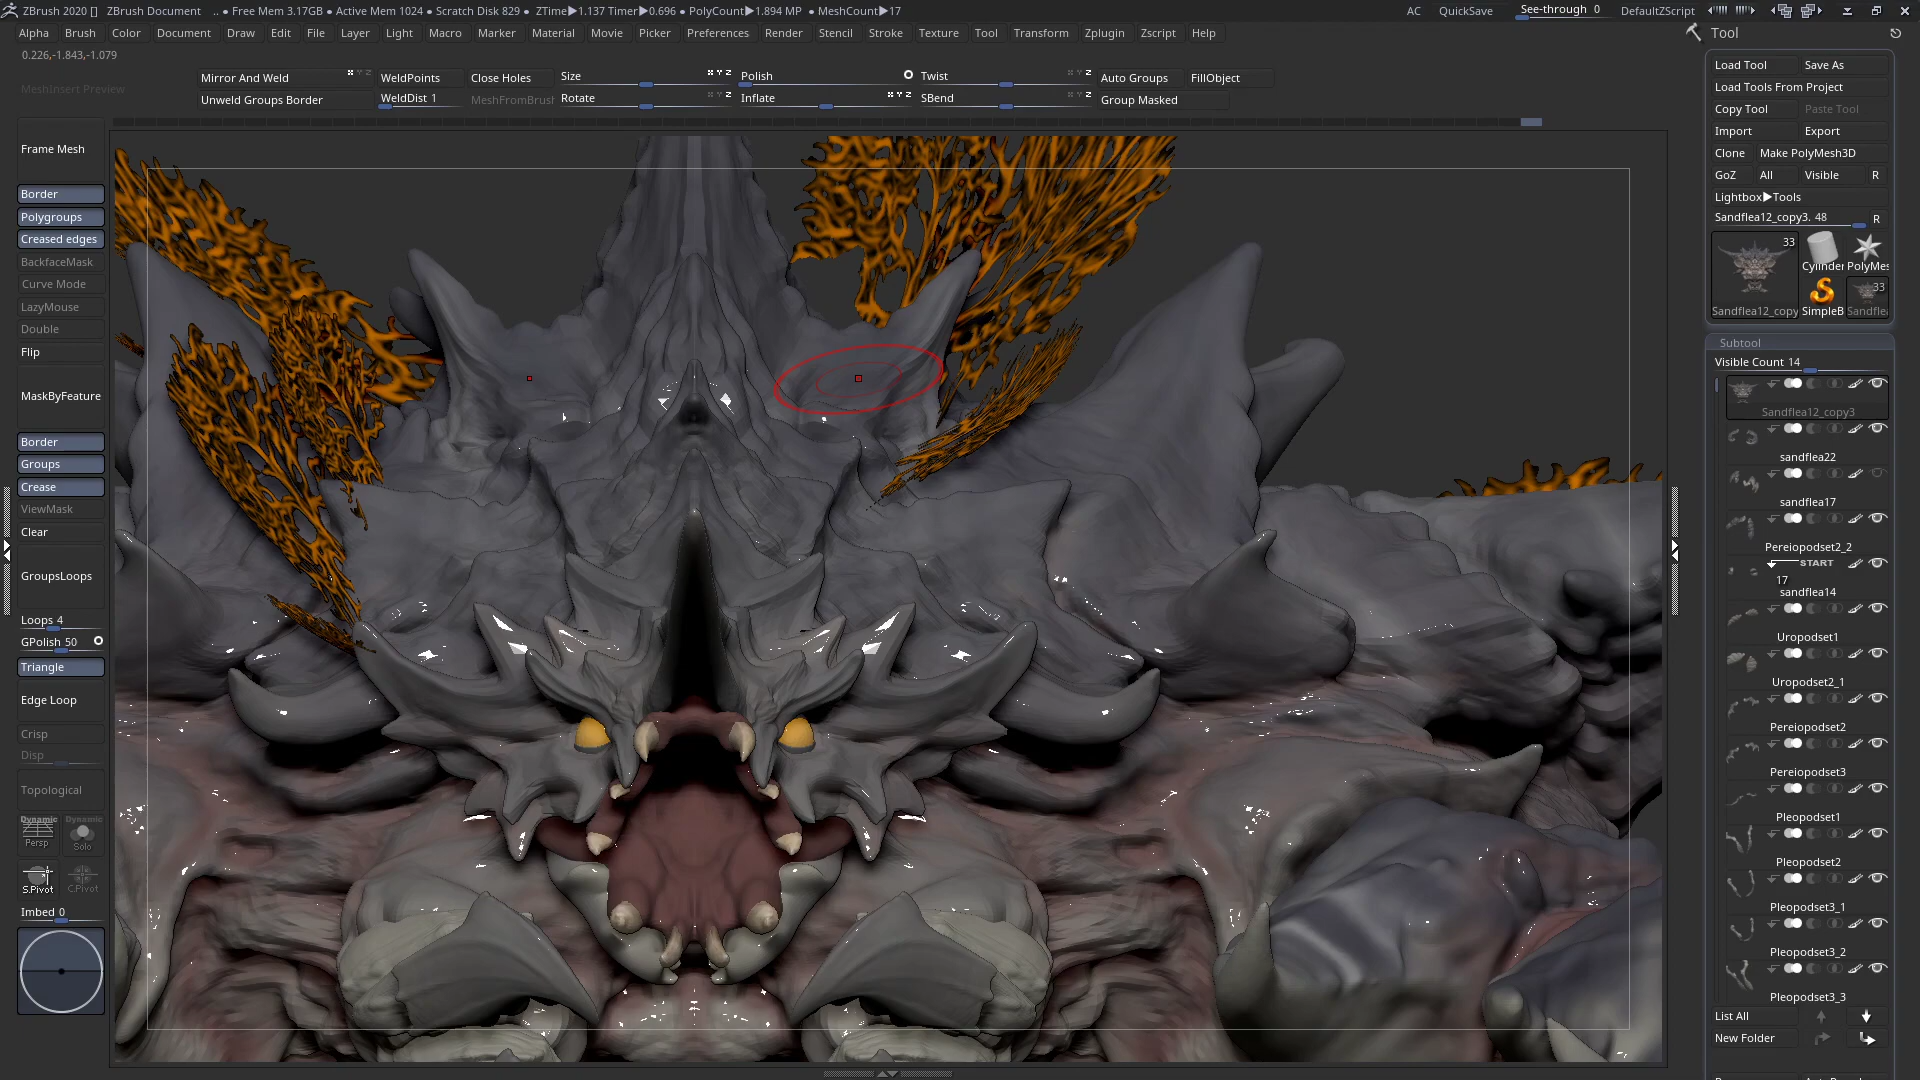 ZBrush 2020 [] ZBrush Document .. • Free Mem 3.17GB • Active Mem 1024 • Scratch Disk 829 • ZTime▶1.137 Timer▶0.696 • PolyCount▶1.894 MP • MeshCount▶17 AC QuickSave See-through 0 DefaultZScript
Alpha Brush Color Document Draw Edit File Layer Light Macro Marker Material Movie Picker Preferences Render Stencil Stroke Texture Tool Transform Zplugin Zscript Help
0.226,-1.843,-1.079
MeshInsert Preview
Mirror And Weld WeldPoints Close Holes Size Polish Twist Auto Groups FillObject
Unweld Groups Border WeldDist 1 MeshFromBrush Rotate Inflate SBend Group Masked
Frame Mesh
Border
Polygroups
Creased edges
BackfaceMask
Curve Mode
LazyMouse
Double
Flip
MaskByFeature
Border
Groups
Crease
ViewMask
Clear
GroupsLoops
Loops 4
GPolish 50
Triangle
Edge Loop
Crisp
Disp
Topological
Dynamic Dynamic
Persp Solo
S.Pivot C.Pivot
Imbed 0
Tool
Load Tool Save As
Load Tools From Project
Copy Tool Paste Tool
Import Export
Clone Make PolyMesh3D
GoZ All Visible R
Lightbox▶Tools
Sandflea12_copy3. 48 R
33
Cylinder PolyMes
33
Sandflea12_copy SimpleB Sandflea
Subtool
Visible Count 14
Sandflea12_copy3
sandflea22
sandflea17
Pereiopodset2_2
START
17
sandflea14
Uropodset1
Uropodset2_1
Pereiopodset2
Pereiopodset3
Pleopodset1
Pleopodset2
Pleopodset3_1
Pleopodset3_2
Pleopodset3_3
List All
New Folder